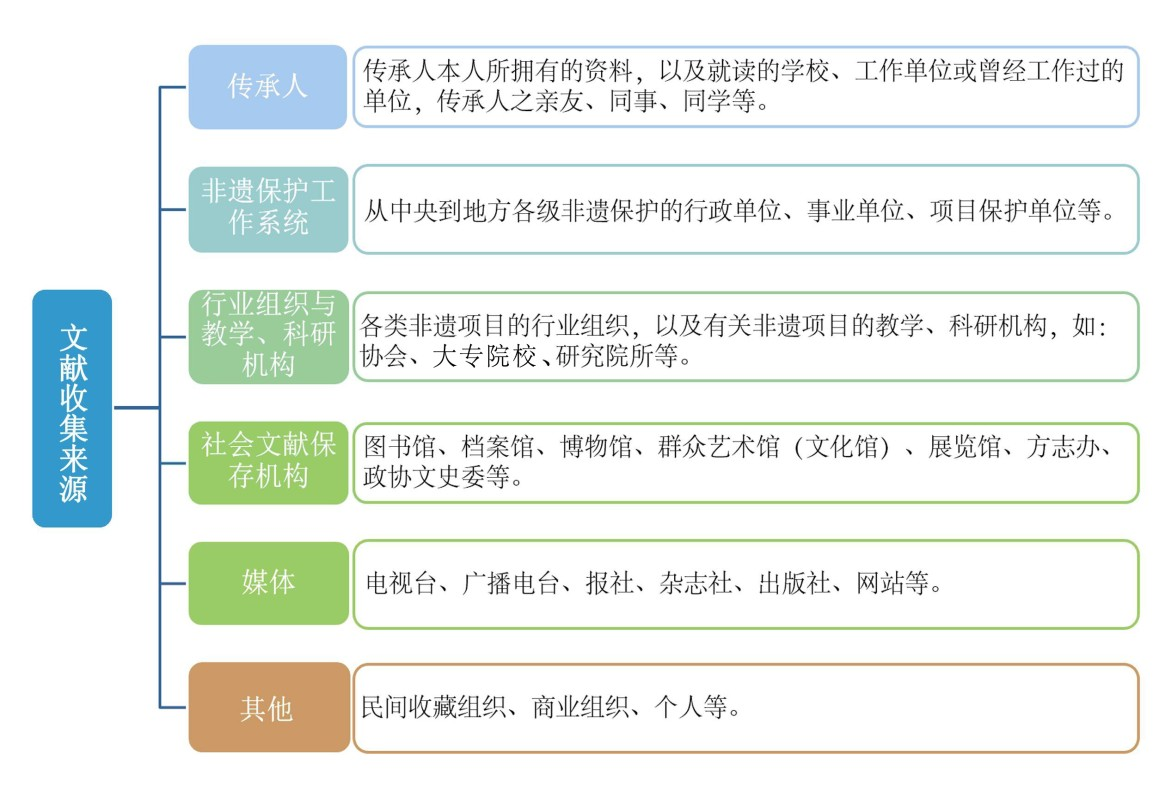 文献收集来源
传承人
传承人本人所拥有的资料，以及就读的学校、工作单位或曾经工作过的
单位，传承人之亲友、同事、同学等。
非遗保护工
作系统
从中央到地方各级非遗保护的行政单位、事业单位、项目保护单位等。
行业组织与
教学、科研
机构
各类非遗项目的行业组织，以及有关非遗项目的教学、科研机构，如：
协会、大专院校、研究院所等。
社会文献保
存机构
图书馆、档案馆、博物馆、群众艺术馆（文化馆）、展览馆、方志办、
政协文史委等。
媒体
电视台、广播电台、报社、杂志社、出版社、网站等。
其他
民间收藏组织、商业组织、个人等。